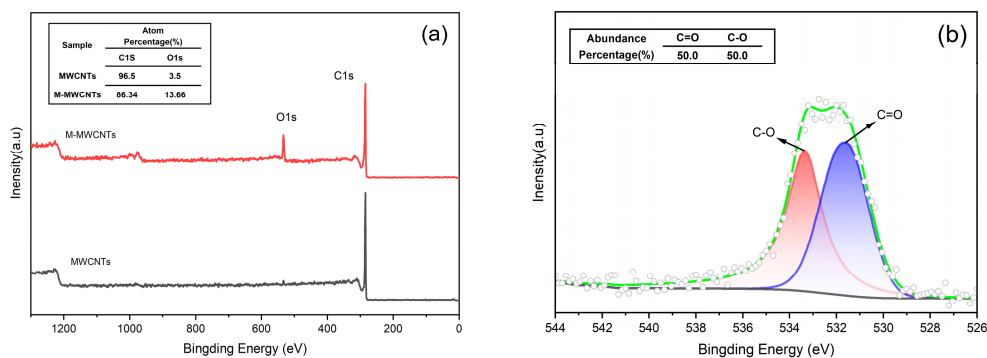 (a)
Atom
Sample Percentage(%)
C1S O1s
MWCNTs 96.5 3.5
M-MWCNTs 86.34 13.66
C1s
O1s
M-MWCNTs
MWCNTs
Inensity(a.u)
1200 1000 800 600 400 200 0
Bingding Energy (eV)
(b)
Abundance C=O C-O
Percentage(%) 50.0 50.0
C-O
C=O
Inensity(a.u)
544 542 540 538 536 534 532 530 528 526
Bingding Energy (eV)